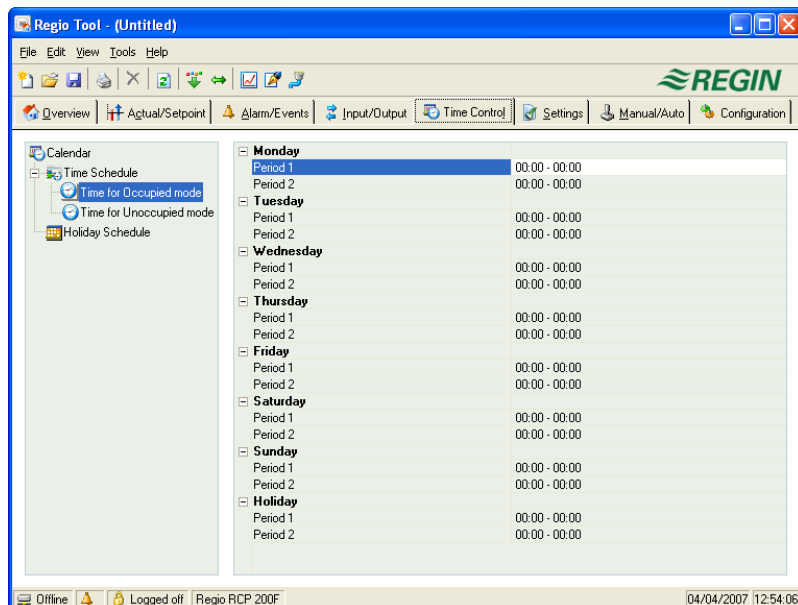 Regio Tool - (Untitled)
File Edit View Tools Help
REGIN
Overview Actual/Setpoint Alarm/Events Input/Output Time Control Settings Manual/Auto Configuration
Calendar
Time Schedule
Time for Occupied mode
Time for Unoccupied mode
Holiday Schedule
Monday
Period 1 00:00 - 00:00
Period 2 00:00 - 00:00
Tuesday
Period 1 00:00 - 00:00
Period 2 00:00 - 00:00
Wednesday
Period 1 00:00 - 00:00
Period 2 00:00 - 00:00
Thursday
Period 1 00:00 - 00:00
Period 2 00:00 - 00:00
Friday
Period 1 00:00 - 00:00
Period 2 00:00 - 00:00
Saturday
Period 1 00:00 - 00:00
Period 2 00:00 - 00:00
Sunday
Period 1 00:00 - 00:00
Period 2 00:00 - 00:00
Holiday
Period 1 00:00 - 00:00
Period 2 00:00 - 00:00
Offline Logged off Regio RCP 200F 04/04/2007 12:54:06